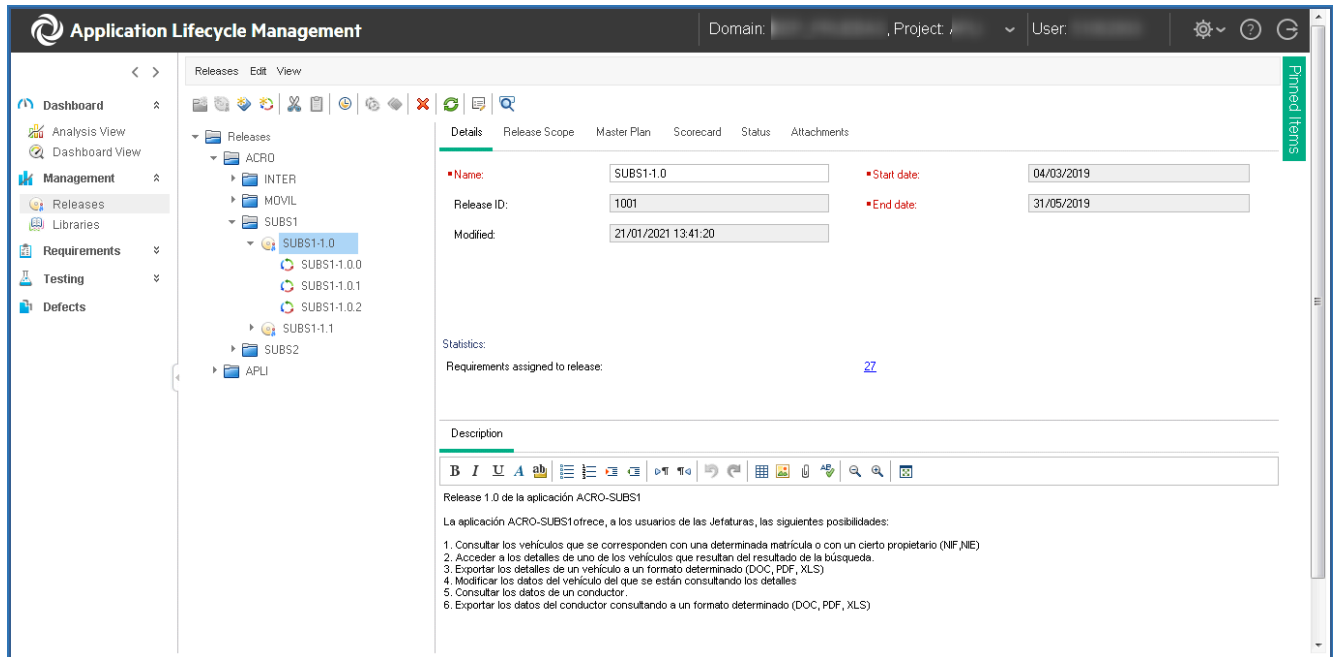 Application Lifecycle Management
Domain: , Project: User:
Pinned Items
Dashboard
Analysis View
Dashboard View
Management
Releases
Libraries
Requirements
Testing
Defects
Releases Edit View
Releases
ACRO
INTER
MOVIL
SUBS1
SUBS1-1.0
SUBS1-1.0.0
SUBS1-1.0.1
SUBS1-1.0.2
SUBS1-1.1
SUBS2
APLI
Details Release Scope Master Plan Scorecard Status Attachments
Name: SUBS1-1.0 Start date: 04/03/2019
Release ID: 1001 End date: 31/05/2019
Modified: 21/01/2021 13:41:20
Statistics:
Requirements assigned to release: 27
Description
B I U A ab
Release 1.0 de la aplicación ACRO-SUBS1
La aplicación ACRO-SUBS1ofrece, a los usuarios de las Jefaturas, las siguientes posibilidades:
1. Consultar los vehículos que se corresponden con una determinada matrícula o con un cierto propietario (NIF,NIE)
2. Acceder a los detalles de uno de los vehículos que resultan del resultado de la búsqueda.
3. Exportar los detalles de un vehículo a un formato determinado (DOC, PDF, XLS)
4. Modificar los datos del vehículo del que se están consultando los detalles
5. Consultar los datos de un conductor.
6. Exportar los datos del conductor consultando a un formato determinado (DOC, PDF, XLS)